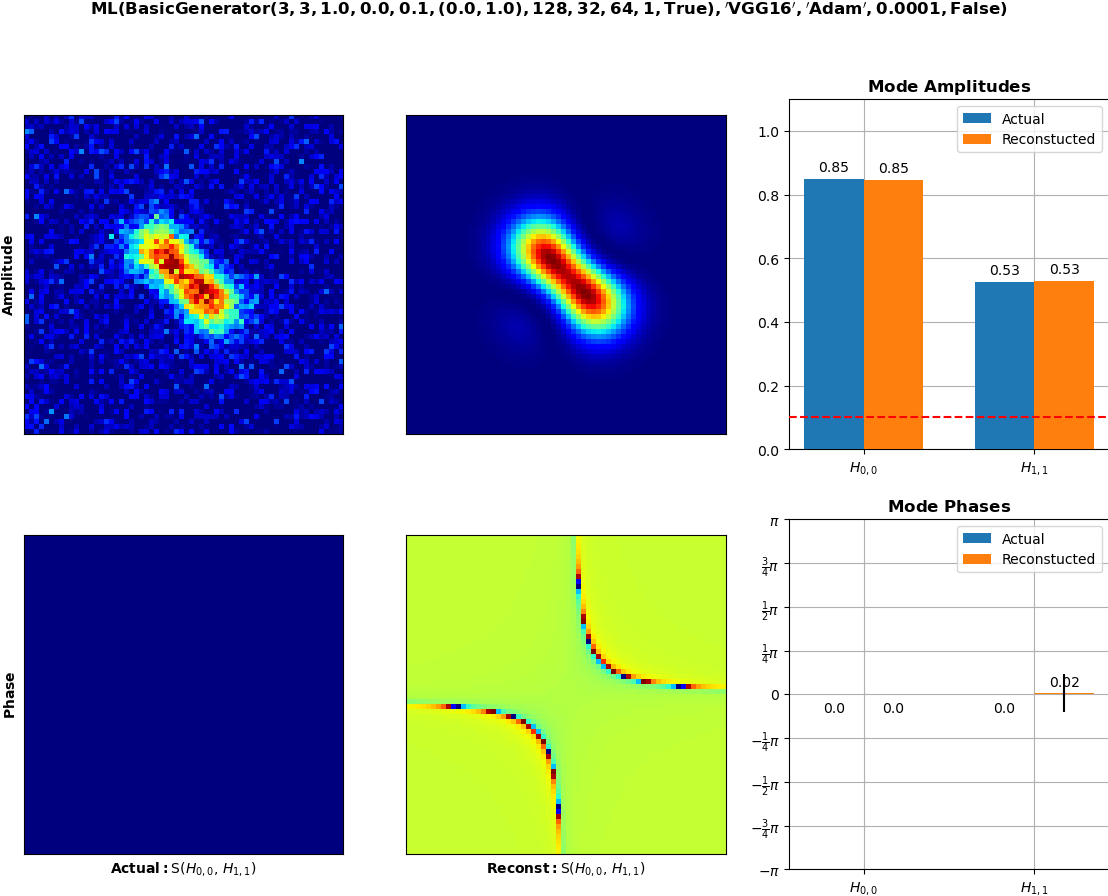 ML(BasicGenerator(3, 3, 1.0, 0.0, 0.1, (0.0, 1.0), 128, 32, 64, 1, True), ′VGG16′, ′Adam′, 0.0001, False)
Amplitude
Mode Amplitudes
Actual
Reconstucted
1.0
0.8
0.6
0.4
0.2
0.0
0.85
0.85
0.53
0.53
H0, 0
H1, 1
Phase
Actual: S(H0, 0, H1, 1)
Reconst: S(H0, 0, H1, 1)
Mode Phases
Actual
Reconstucted
π
3/4π
1/2π
1/4π
0
−1/4π
−1/2π
−3/4π
−π
0.0
0.0
0.0
0.02
H0, 0
H1, 1